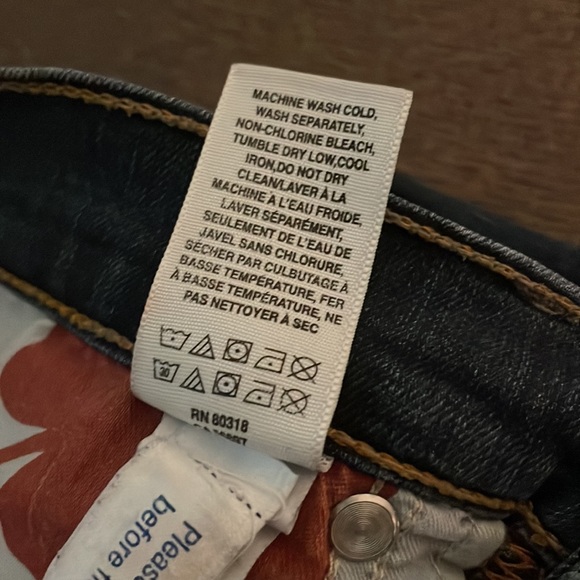 MACHINE WASH COLD,
WASH SEPARATELY,
NON-CHLORINE BLEACH,
TUMBLE DRY LOW,COOL
IRON,DO NOT DRY
CLEAN/LAVER À LA
MACHINE À L'EAU FROIDE,
LAVER SÉPARÉMENT,
SEULEMENT DE L'EAU DE
JAVEL SANS CHLORURE,
SÉCHER PAR CULBUTAGE À
BASSE TEMPÉRATURE, FER
À BASSE TEMPÉRATURE, NE
PAS NETTOYER À SEC
30
RN 80318
Please
before